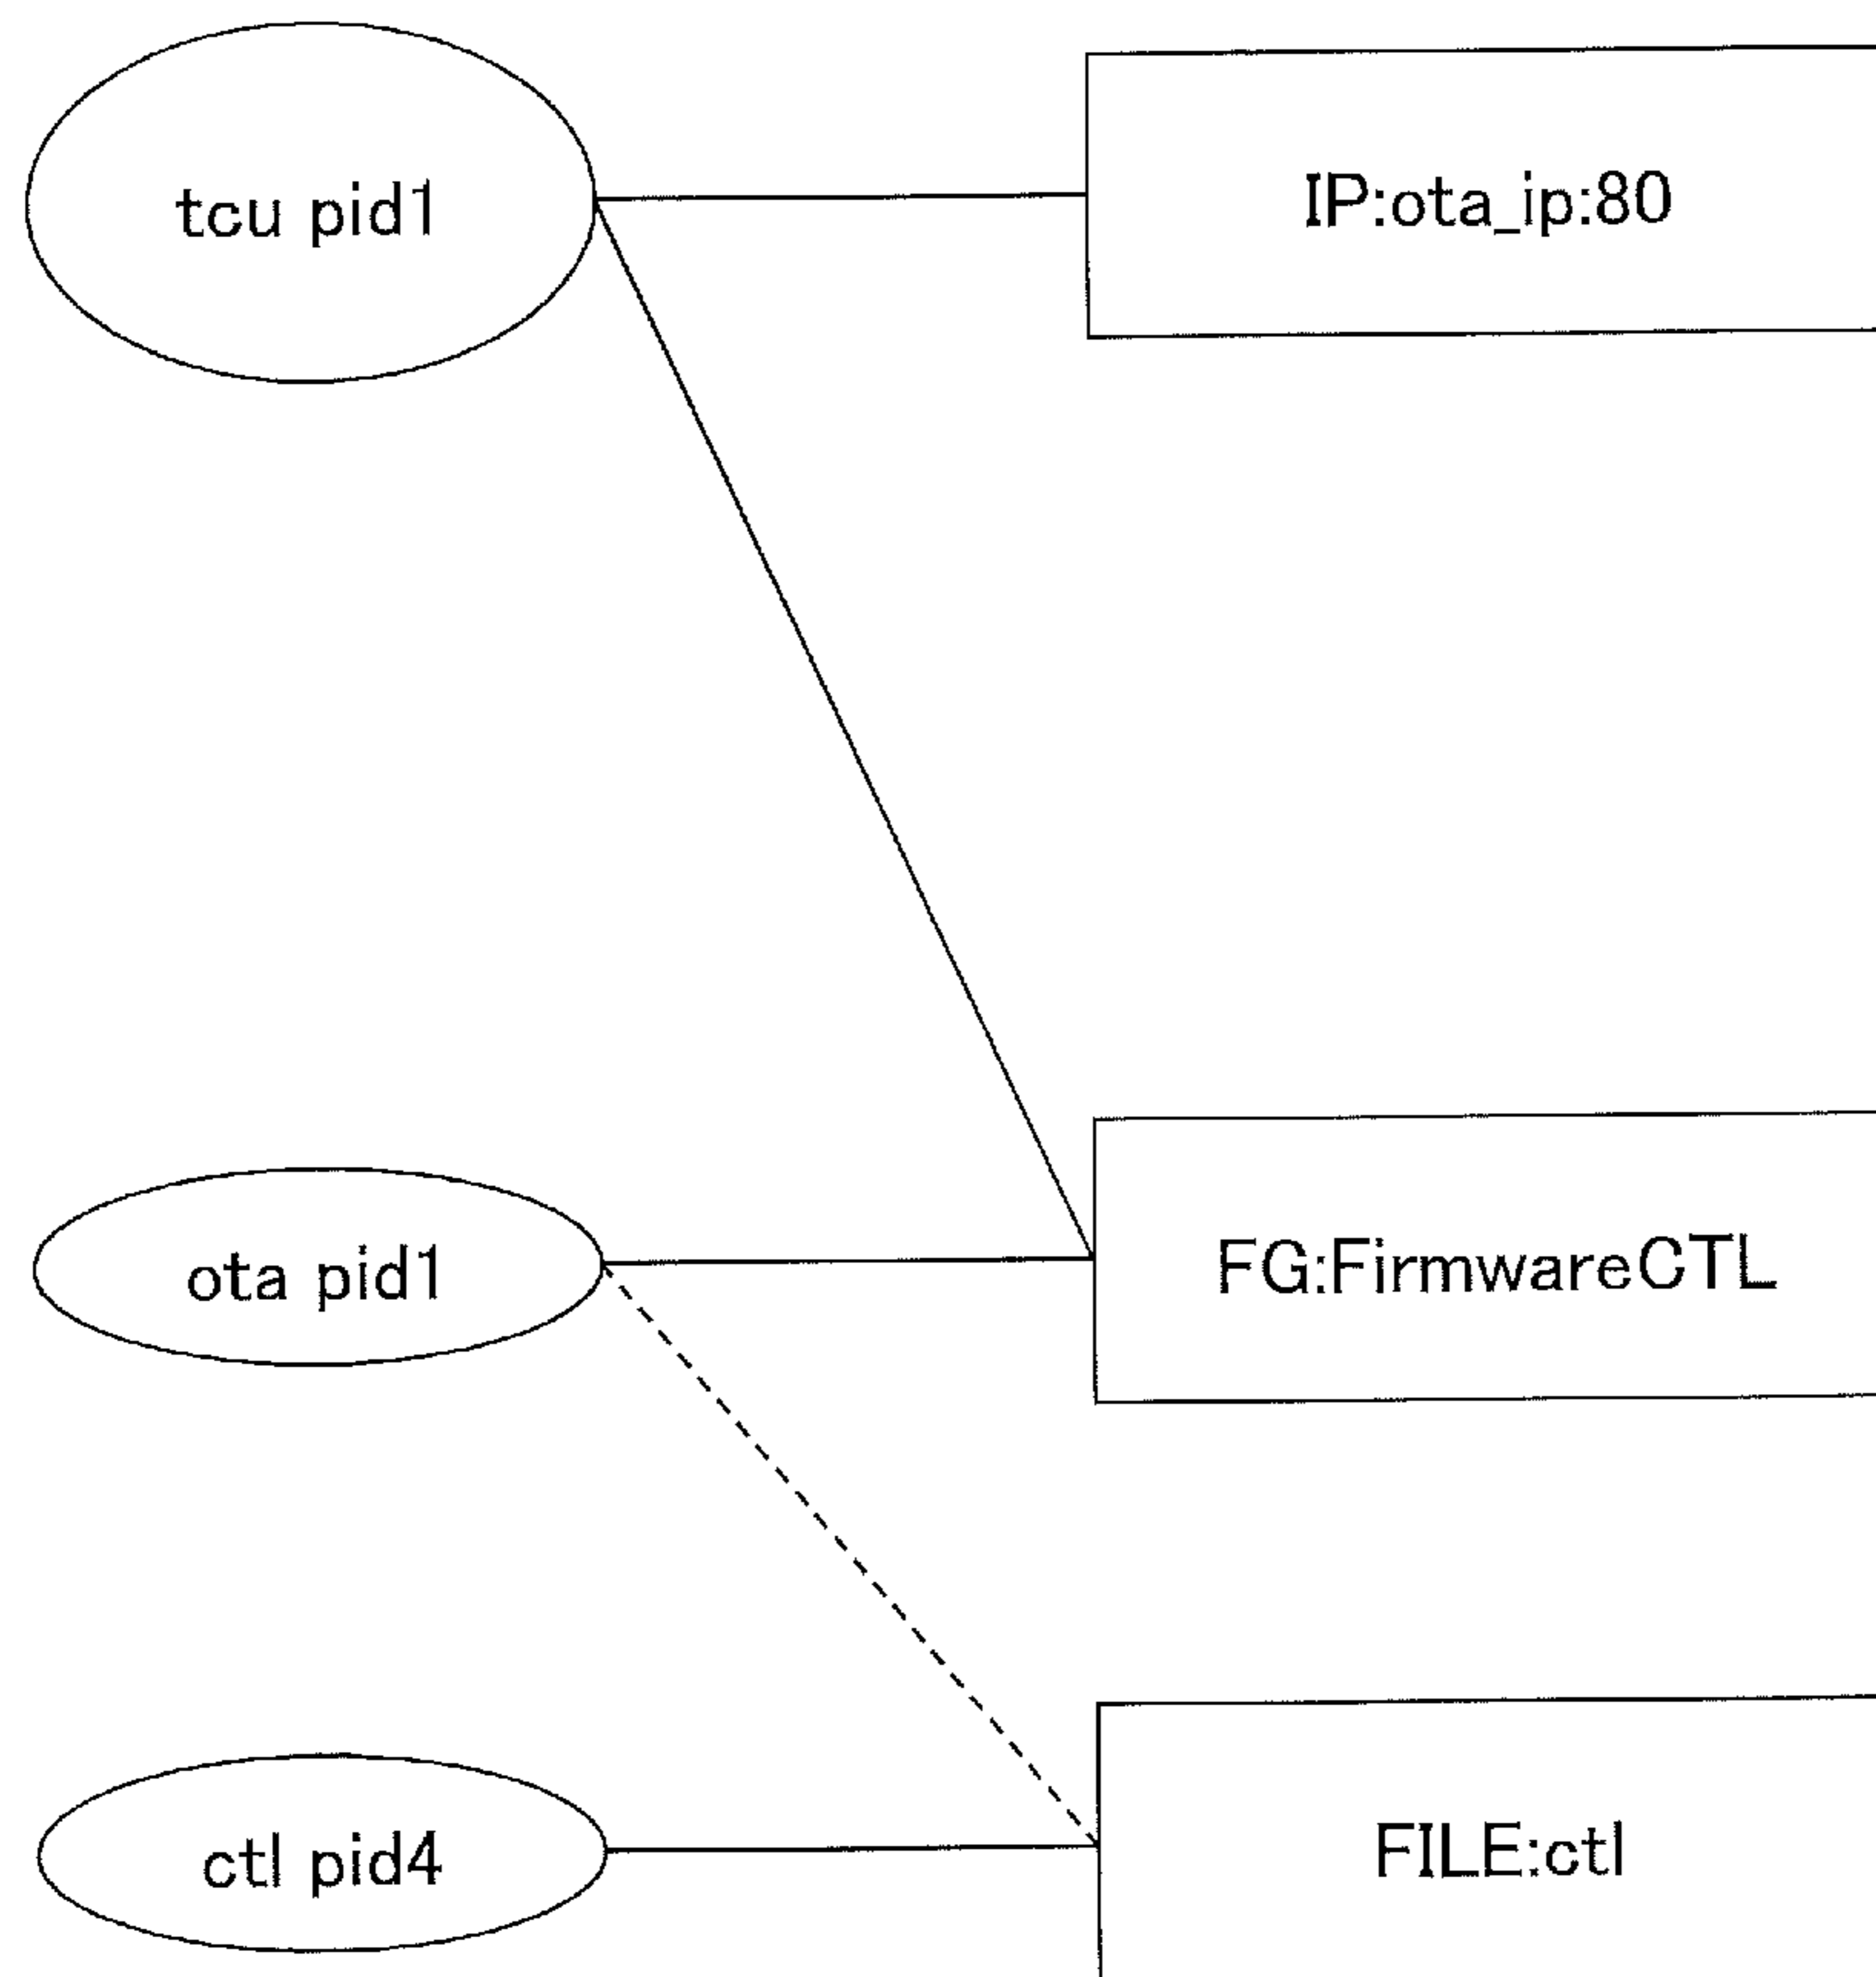 tcu pid1
IP:ota_ip:80
ota pid1
FG:FirmwareCTL
ctl pid4
FILE:ctl